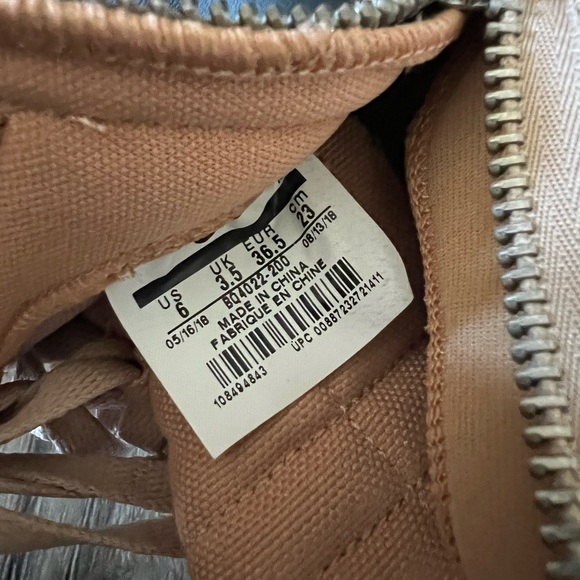 US UK EUR cm
6 3.5 36.5 23
05/16/18 804022-200 08/13/18
MADE IN CHINA
FABRIQUE EN CHINE
108494843 UPC 00887232721411